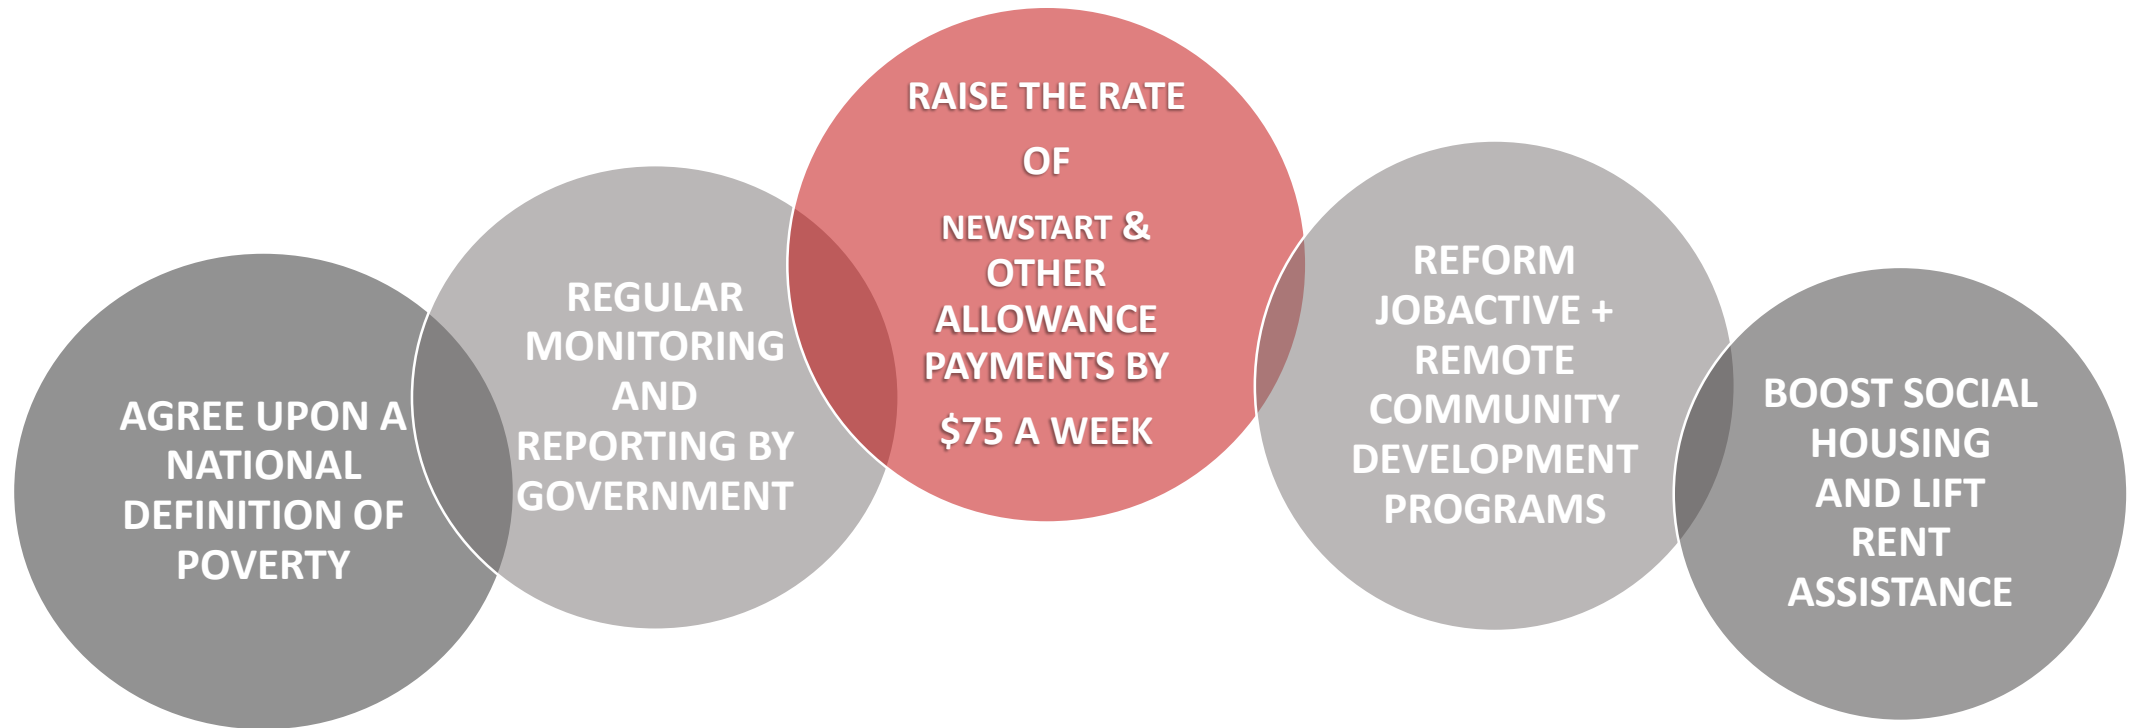 AGREE UPON A
NATIONAL
DEFINITION OF
POVERTY
REGULAR
MONITORING
AND
REPORTING BY
GOVERNMENT
RAISE THE RATE
OF
NEWSTART &
OTHER
ALLOWANCE
PAYMENTS BY
$75 A WEEK
REFORM
JOBACTIVE +
REMOTE
COMMUNITY
DEVELOPMENT
PROGRAMS
BOOST SOCIAL
HOUSING
AND LIFT
RENT
ASSISTANCE